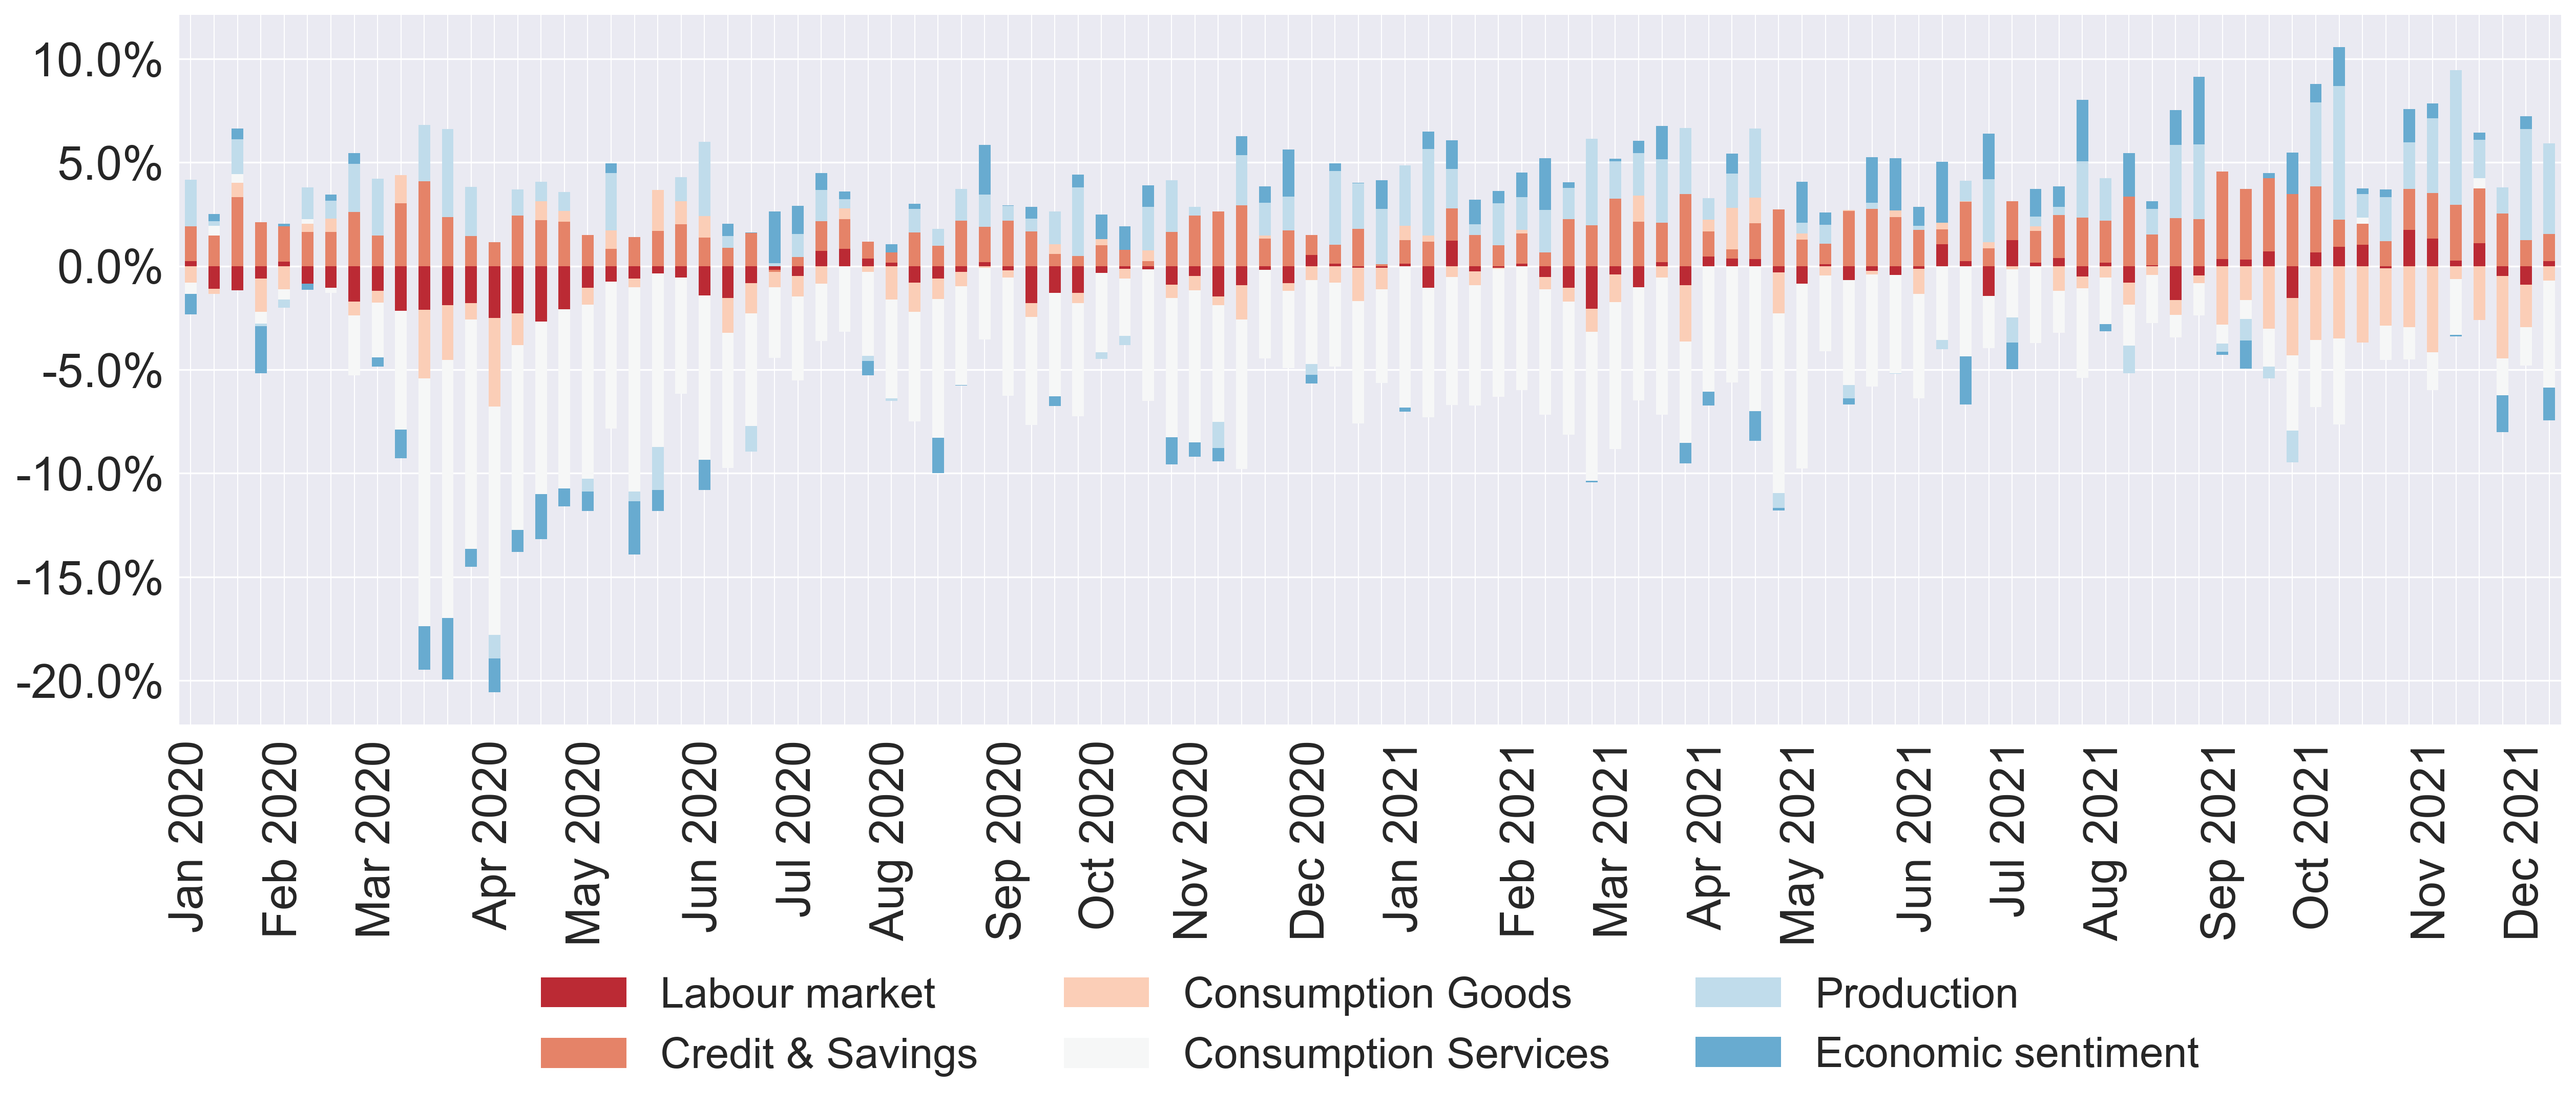 10.0%
5.0%
0.0%
-5.0%
-10.0%
-15.0%
-20.0%
Jan 2020
Feb 2020
Mar 2020
Apr 2020
May 2020
Jun 2020
Jul 2020
Aug 2020
Sep 2020
Oct 2020
Nov 2020
Dec 2020
Jan 2021
Feb 2021
Mar 2021
Apr 2021
May 2021
Jun 2021
Jul 2021
Aug 2021
Sep 2021
Oct 2021
Nov 2021
Dec 2021
Labour market
Consumption Goods
Production
Credit & Savings
Consumption Services
Economic sentiment